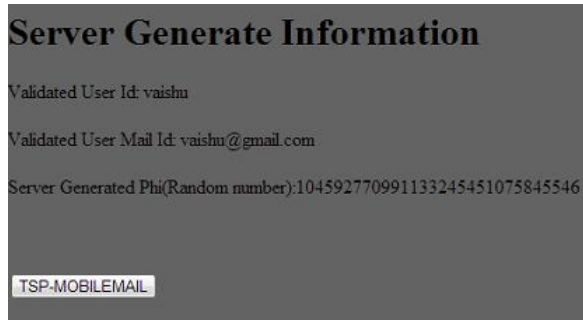 Server Generate Information
Validated User Id: vaishu
Validated User Mail Id: vaishu@gmail.com
Server Generated Phi(Random number):104592770991133245451075845546
TSP-MOBILEMAIL